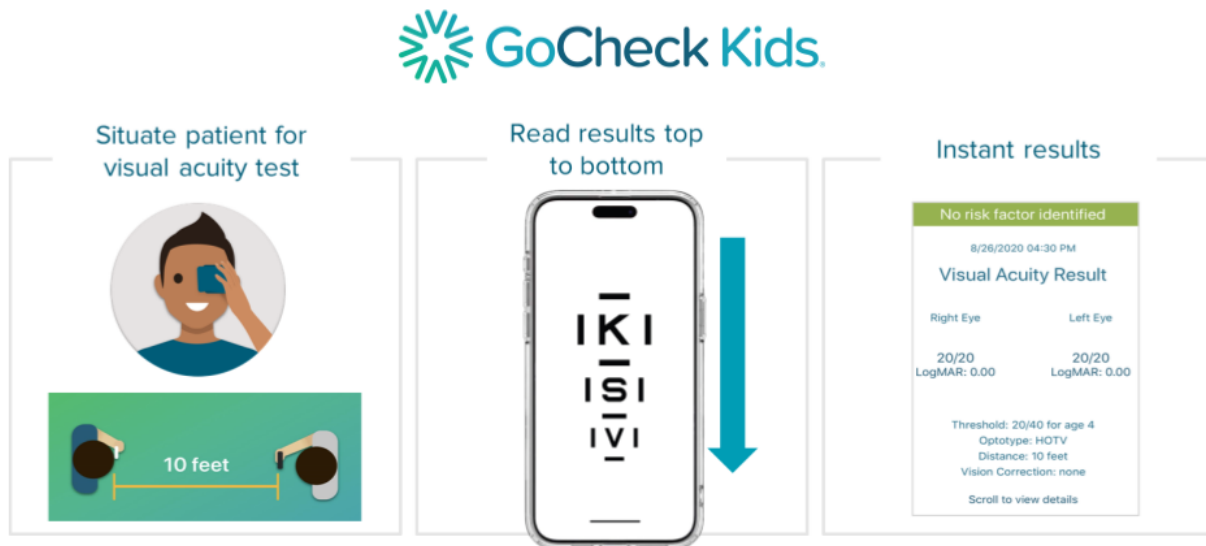 GoCheck Kids.
Situate patient for
visual acuity test
10 feet
Read results top
to bottom
K
S
V
Instant results
No risk factor identified
8/26/2020 04:30 PM
Visual Acuity Result
Right Eye Left Eye
20/20 20/20
LogMAR: 0.00 LogMAR: 0.00
Threshold: 20/40 for age 4
Optotype: HOTV
Distance: 10 feet
Vision Correction: none
Scroll to view details